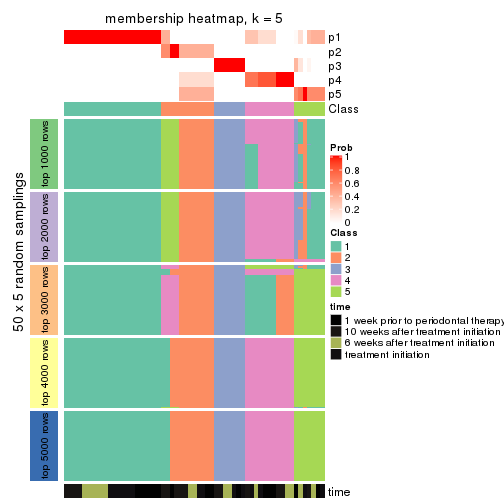 membership heatmap, k = 5
p1
p2
p3
p4
p5
Class
50 x 5 random samplings
top 1000 rows
top 2000 rows
top 3000 rows
top 4000 rows
top 5000 rows
time
Prob
1
0.8
0.6
0.4
0.2
0
Class
1
2
3
4
5
time
1 week prior to periodontal therapy
10 weeks after treatment initiation
6 weeks after treatment initiation
treatment initiation